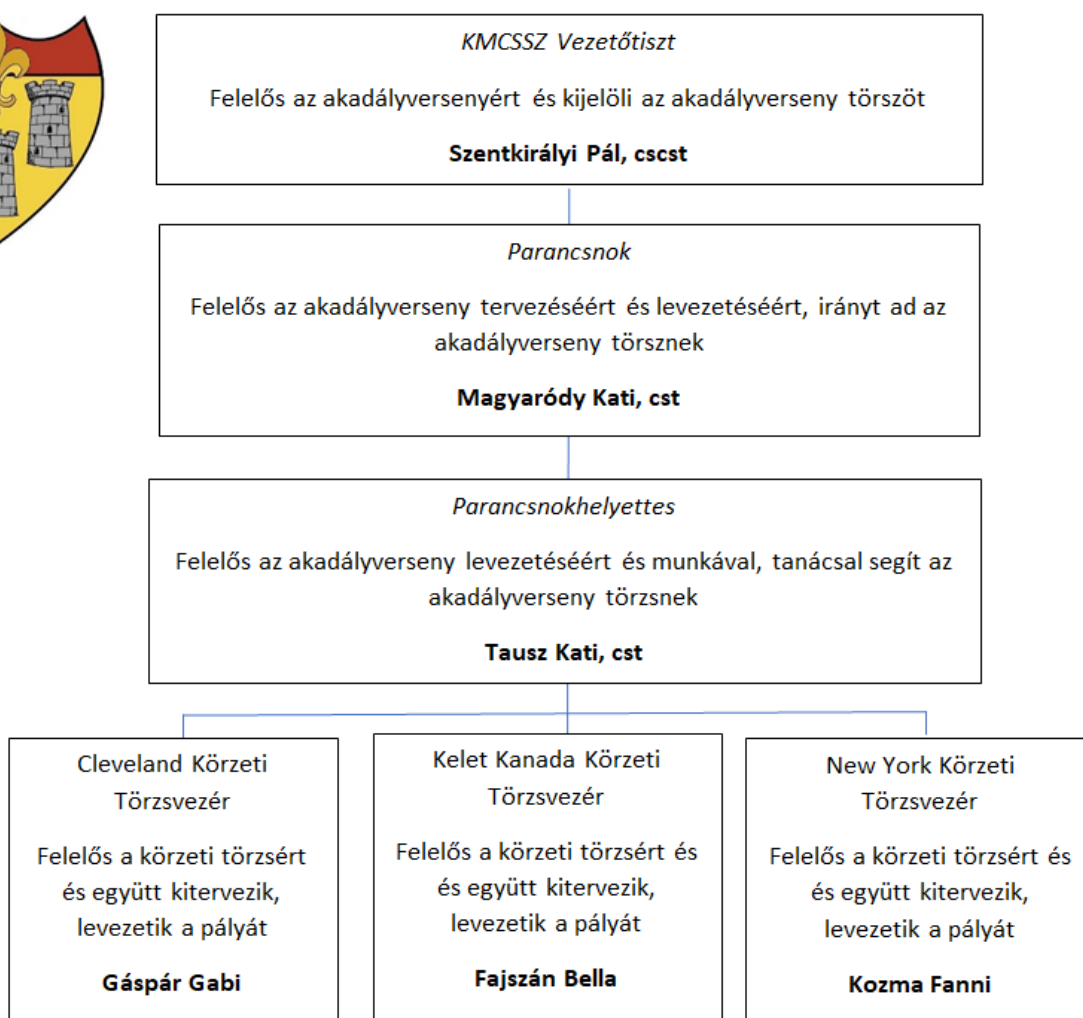 KMCSSZ Vezetőtiszt
Felelős az akadályversenyért és kijelöli az akadályverseny törszöt
Szentkirályi Pál, cscst
Parancsnok
Felelős az akadályverseny tervezéséért és levezetéséért, irányt ad az
akadályverseny törsznek
Magyaródy Kati, cst
Parancsnokhelyettes
Felelős az akadályverseny levezetéséért és munkával, tanácsal segít az
akadályverseny törzsnek
Tausz Kati, cst
Cleveland Körzeti
Törzsvezér
Felelős a körzeti törzsért
és együtt kitervezik,
levezetik a pályát
Gáspár Gabi
Kelet Kanada Körzeti
Törzsvezér
Felelős a körzeti törzsért és
és együtt kitervezik,
levezetik a pályát
Fajszán Bella
New York Körzeti
Törzsvezér
Felelős a körzeti törzsért és
és együtt kitervezik,
levezetik a pályát
Kozma Fanni